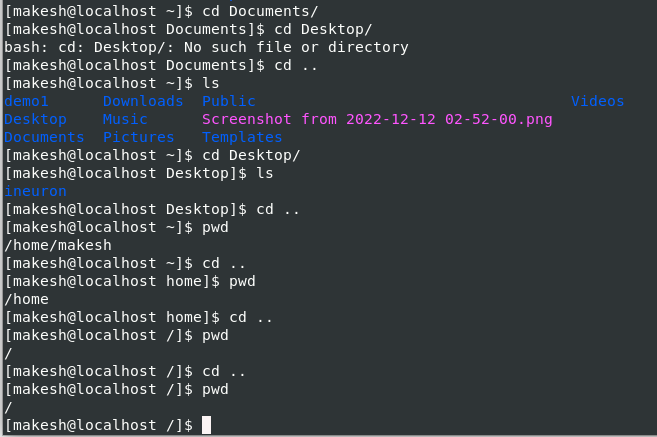 [makesh@localhost ~]$ cd Documents/
[makesh@localhost Documents]$ cd Desktop/
bash: cd: Desktop/: No such file or directory
[makesh@localhost Documents]$ cd ..
[makesh@localhost ~]$ ls
demo1      Downloads  Public                                   Videos
Desktop    Music      Screenshot from 2022-12-12 02-52-00.png
Documents  Pictures   Templates
[makesh@localhost ~]$ cd Desktop/
[makesh@localhost Desktop]$ ls
ineuron
[makesh@localhost Desktop]$ cd ..
[makesh@localhost ~]$ pwd
/home/makesh
[makesh@localhost ~]$ cd ..
[makesh@localhost home]$ pwd
/home
[makesh@localhost home]$ cd ..
[makesh@localhost /]$ pwd
/
[makesh@localhost /]$ cd ..
[makesh@localhost /]$ pwd
/
[makesh@localhost /]$